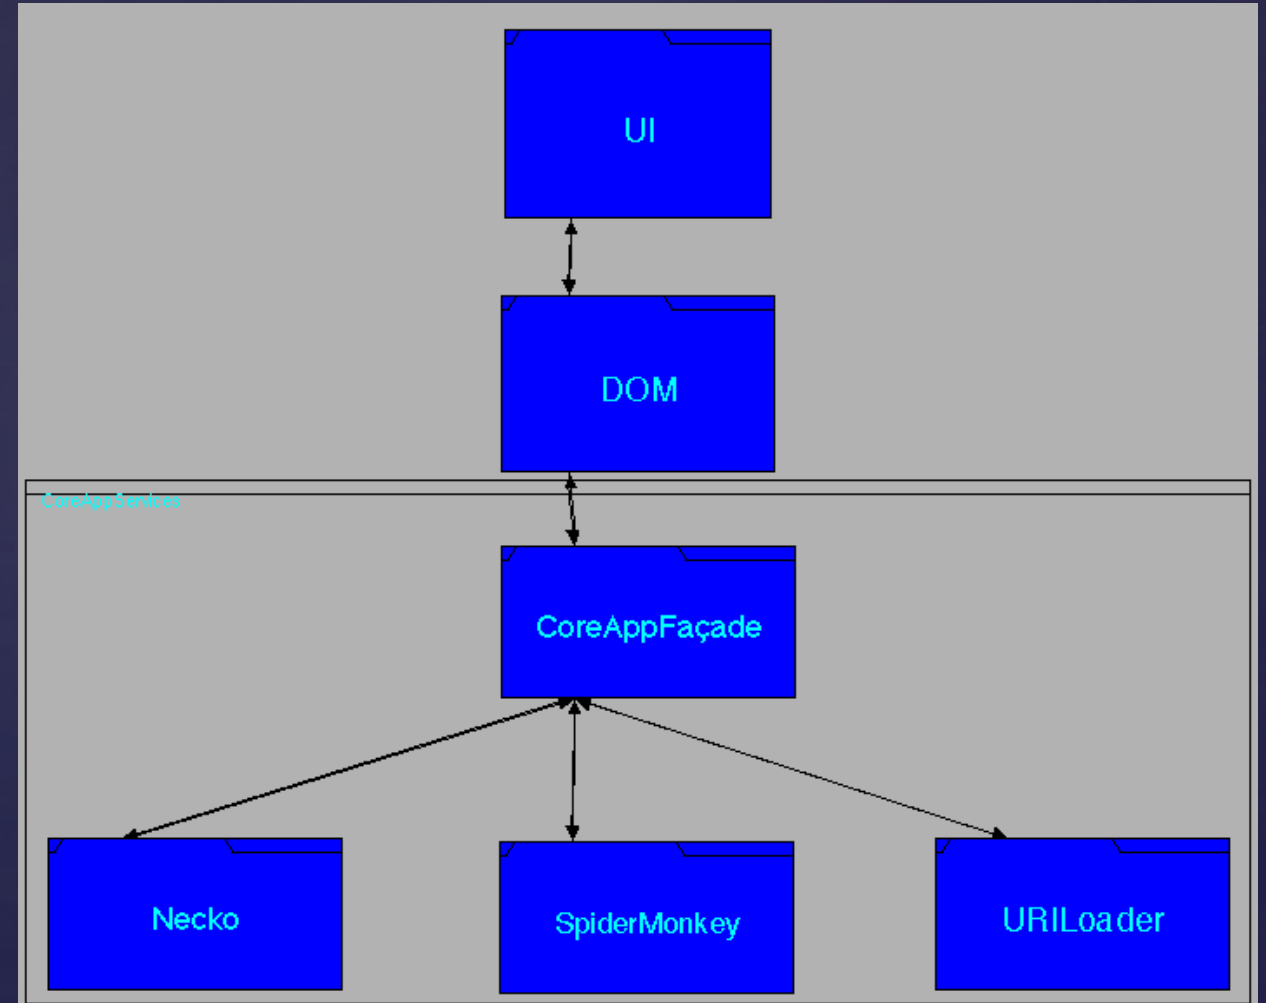 UI
DOM
CoreAppServices
CoreAppFaçade
Necko
SpiderMonkey
URILoader